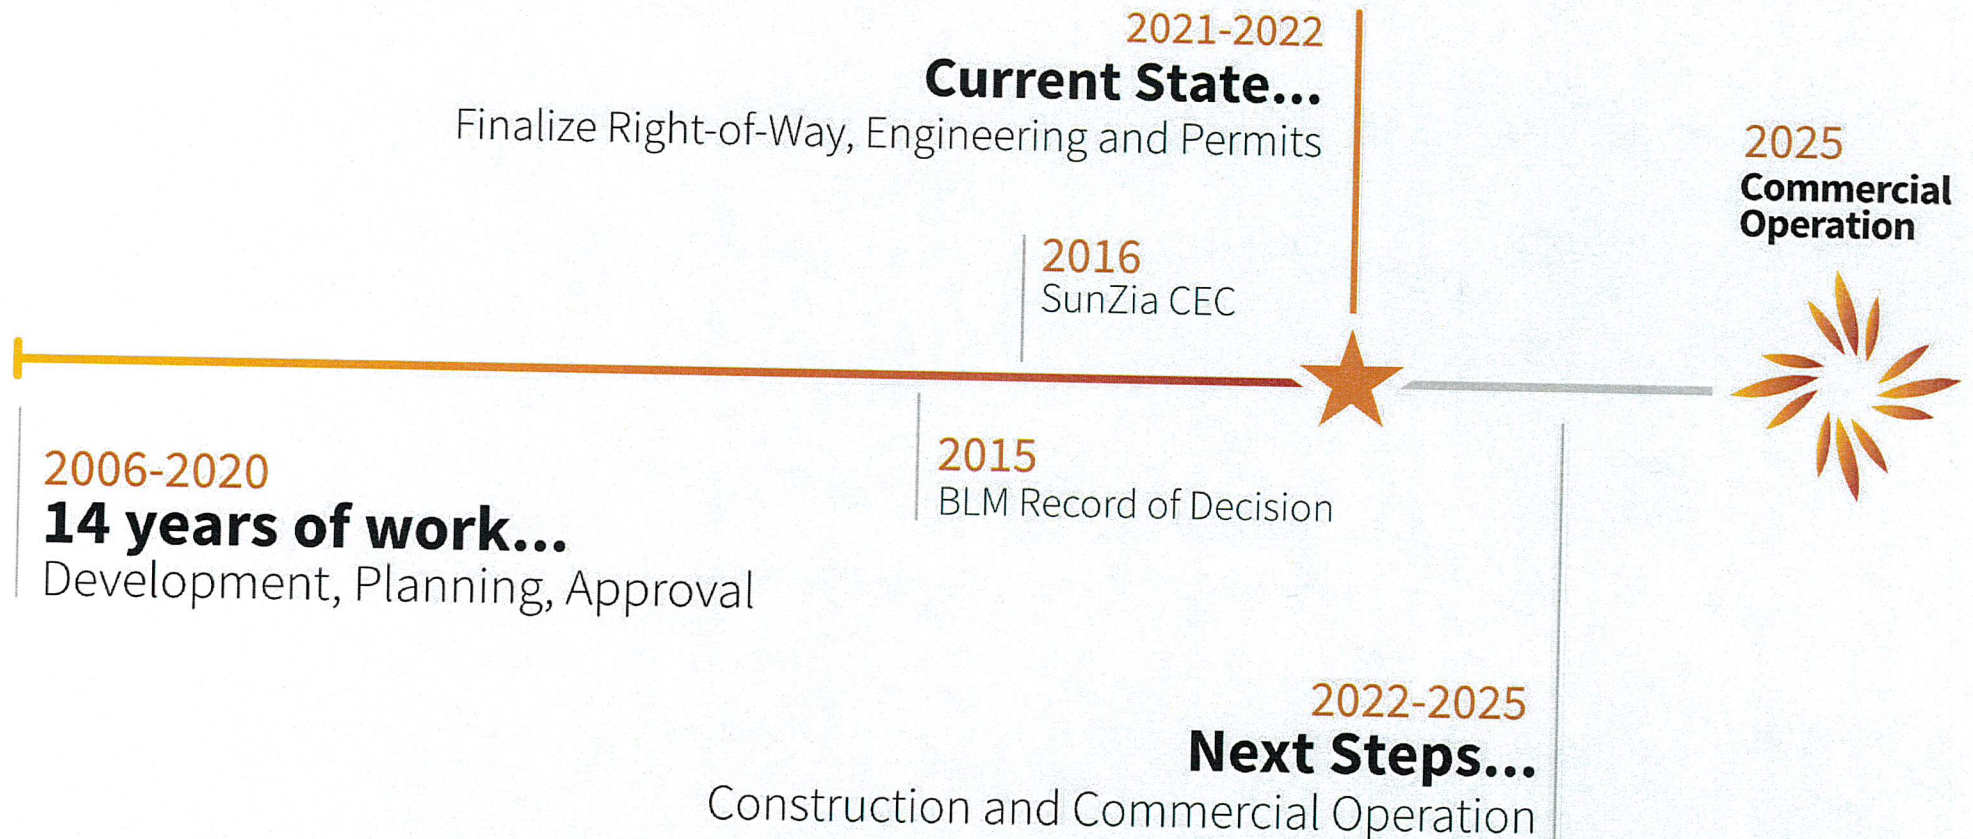 2021-2022
Current State...
Finalize Right-of-Way, Engineering and Permits
2025
Commercial
Operation
2016
SunZia CEC
2006-2020
14 years of work...
Development, Planning, Approval
2015
BLM Record of Decision
2022-2025
Next Steps...
Construction and Commercial Operation